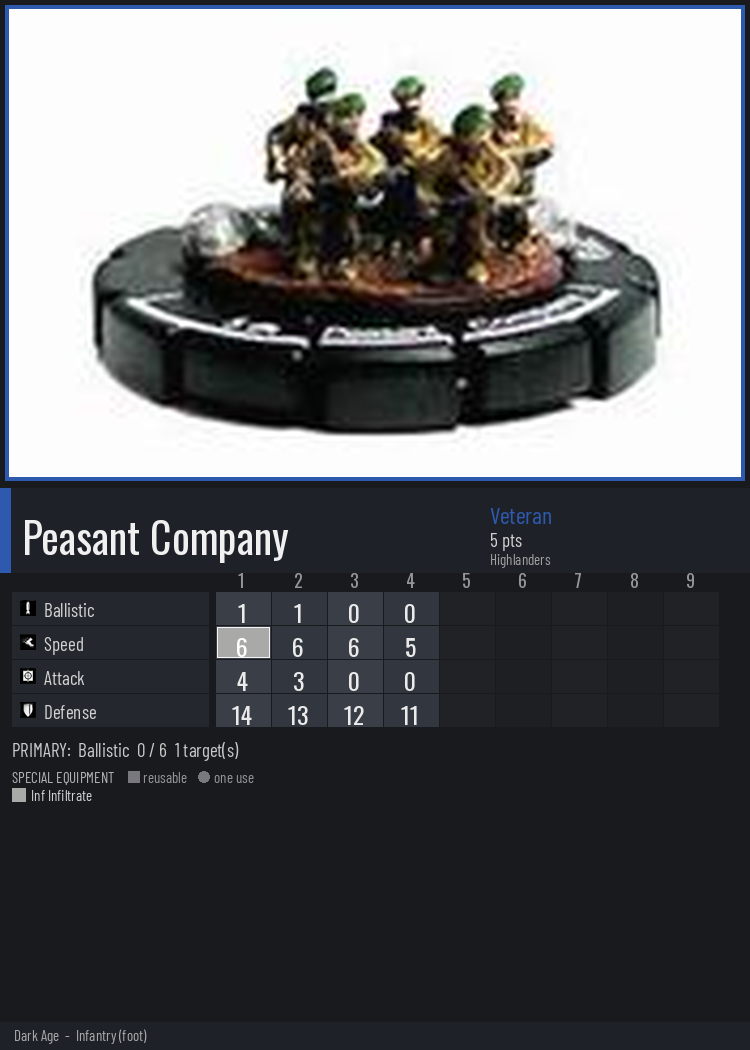 Peasant Company
Veteran
5 pts
Highlanders
1 2 3 4 5 6 7 8 9
Ballistic 1 1 0 0
Speed 6 6 6 5
Attack 4 3 0 0
Defense 14 13 12 11
PRIMARY: Ballistic 0 / 6 1 target(s)
SPECIAL EQUIPMENT reusable one use
Inf Infiltrate
Dark Age - Infantry (foot)